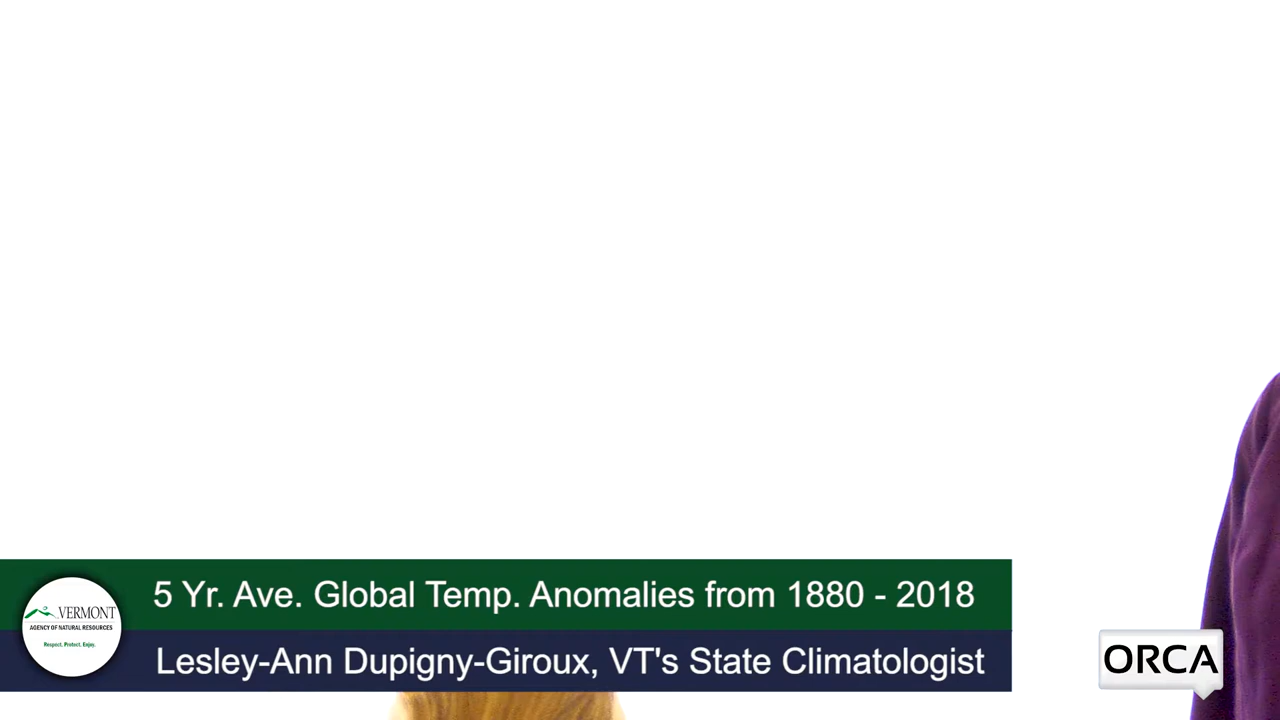 5 Yr. Ave. Global Temp. Anomalies from 1880 - 2018
VERMONT
AGENCY OF NATURAL RESOURCES
Respect. Protect. Enjoy.
Lesley-Ann Dupigny-Giroux, VT's State Climatologist
ORCA